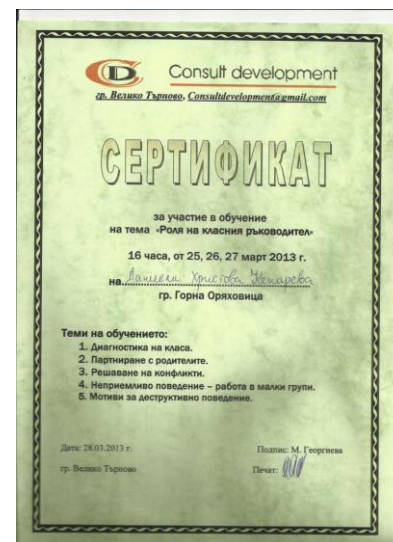 Consult development
гр. Велико Търново, Consultdevelopment@gmail.com
СЕРТИФИКАТ
за участие в обучение
на тема «Роля на класния ръководител»
16 часа, от 25, 26, 27 март 2013 г.
на Даниела Христова
гр. Горна Оряховица
Теми на обучението:
1. Диагностика на класа.
2. Партниране с родителите.
3. Решаване на конфликти.
4. Неприемливо поведение – работа в малки групи.
5. Мотиви за деструктивно поведение.
Дата: 28.03.2013 г.
Подпис: М. Георгиева
гр. Велико Търново
Печат: